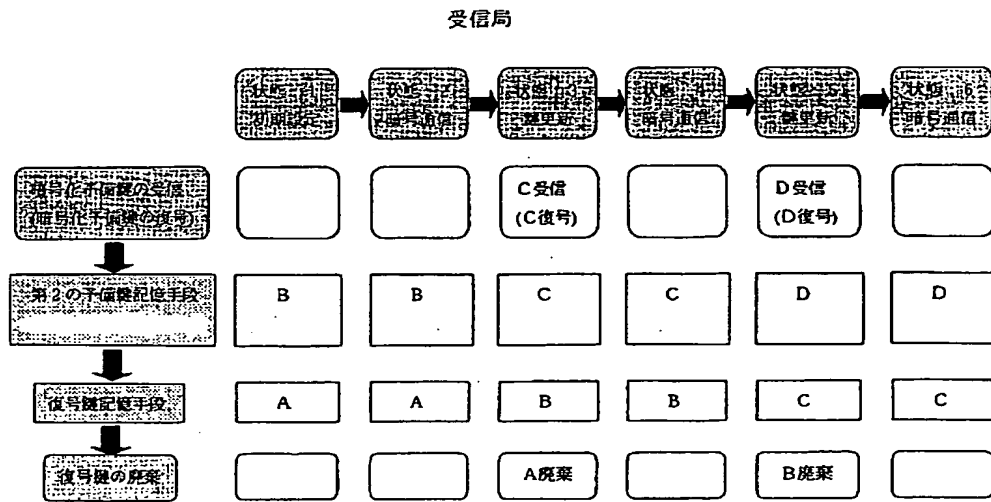 受信局
状態 1
初期設定
状態 2
暗号通信
状態 3
鍵更新
状態 4
暗号通信
状態 5
鍵更新
状態 6
暗号通信
暗号化予備鍵の受信
(暗号化予備鍵の復号)
C受信
(C復号)
D受信
(D復号)
第2の予備鍵記憶手段
B
B
C
C
D
D
復号鍵記憶手段
A
A
B
B
C
C
復号鍵の廃棄
A廃棄
B廃棄